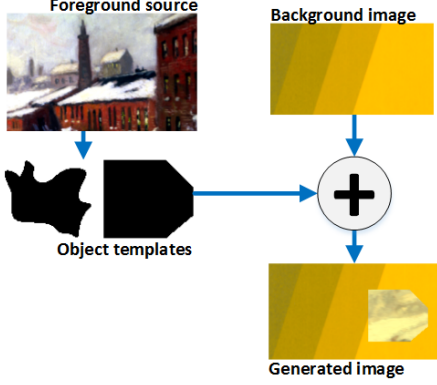 Foreground source
Background image
Object templates
Generated image